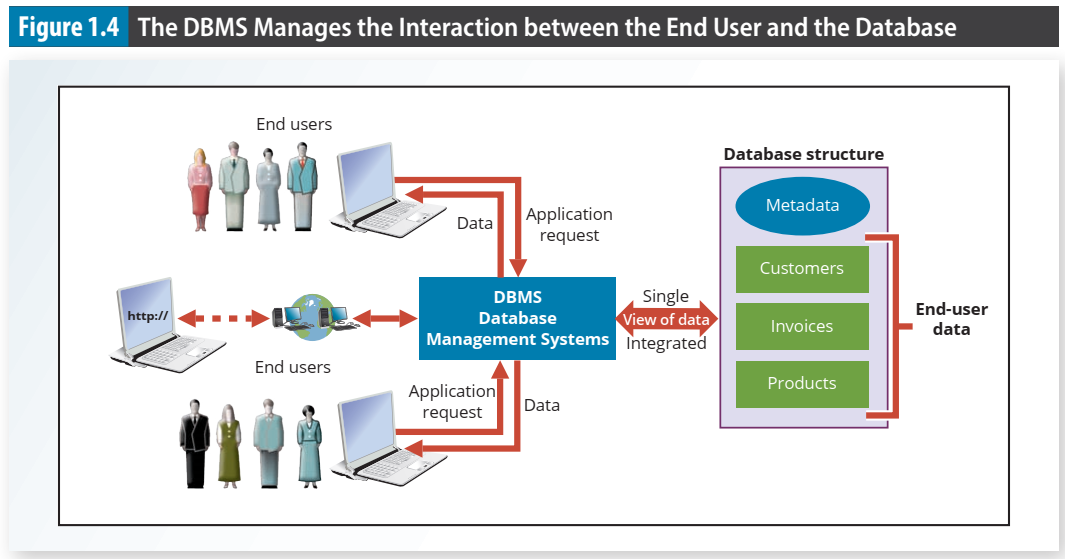 Figure 1.4 The DBMS Manages the Interaction between the End User and the Database
End users
Data
Application
request
http://
DBMS
Database
Management Systems
Single
View of data
Integrated
Database structure
Metadata
Customers
Invoices
Products
End-user
data
End users
Application
request
Data